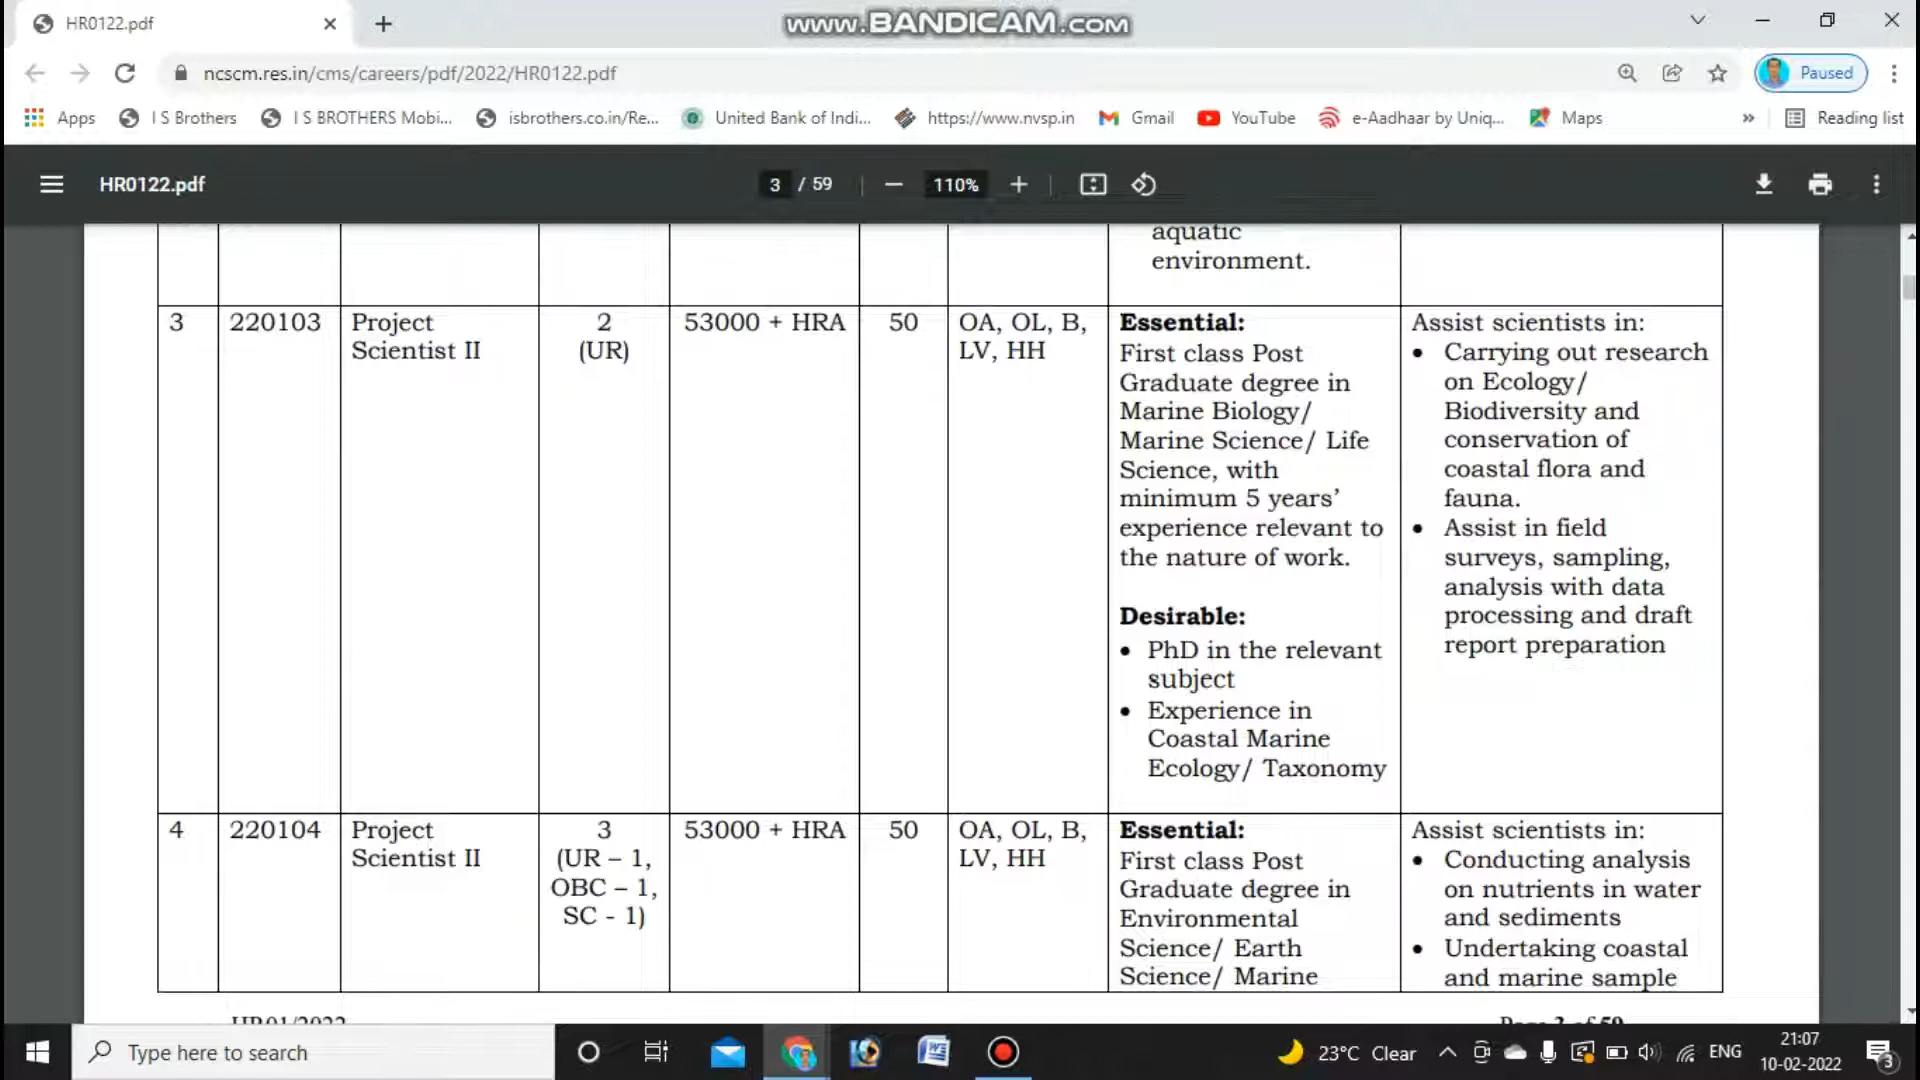 HR0122.pdf
www.BANDICAM.com
ncscm.res.in/cms/careers/pdf/2022/HR0122.pdf
Paused
Apps
I S Brothers
I S BROTHERS Mobi...
isbrothers.co.in/Re...
United Bank of Indi...
https://www.nvsp.in
Gmail
YouTube
e-Aadhaar by Uniq...
Maps
»
Reading list
HR0122.pdf
3 / 59
110%
aquatic
environment.
3
220103
Project
Scientist II
2
(UR)
53000 + HRA
50
OA, OL, B,
LV, HH
Essential:
First class Post
Graduate degree in
Marine Biology/
Marine Science/ Life
Science, with
minimum 5 years’
experience relevant to
the nature of work.
Desirable:
• PhD in the relevant
subject
• Experience in
Coastal Marine
Ecology/ Taxonomy
Assist scientists in:
• Carrying out research
on Ecology/
Biodiversity and
conservation of
coastal flora and
fauna.
• Assist in field
surveys, sampling,
analysis with data
processing and draft
report preparation
4
220104
Project
Scientist II
3
(UR – 1,
OBC – 1,
SC - 1)
53000 + HRA
50
OA, OL, B,
LV, HH
Essential:
First class Post
Graduate degree in
Environmental
Science/ Earth
Science/ Marine
Assist scientists in:
• Conducting analysis
on nutrients in water
and sediments
• Undertaking coastal
and marine sample
HR01/2022
Page 3 of 59
Type here to search
23°C Clear
ENG
21:07
10-02-2022
3